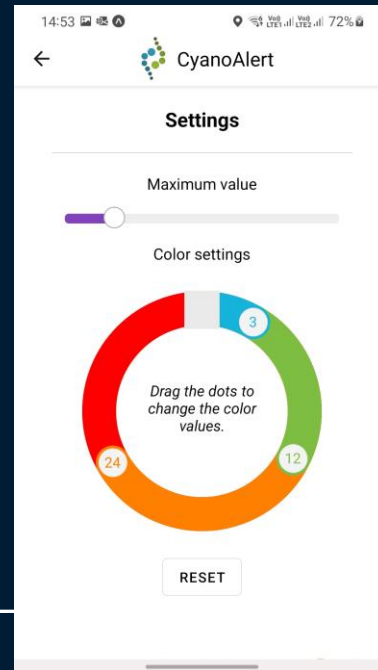 14:53 72%
CyanoAlert
Settings
Maximum value
Color settings
3
Drag the dots to
change the color
values.
24
12
RESET